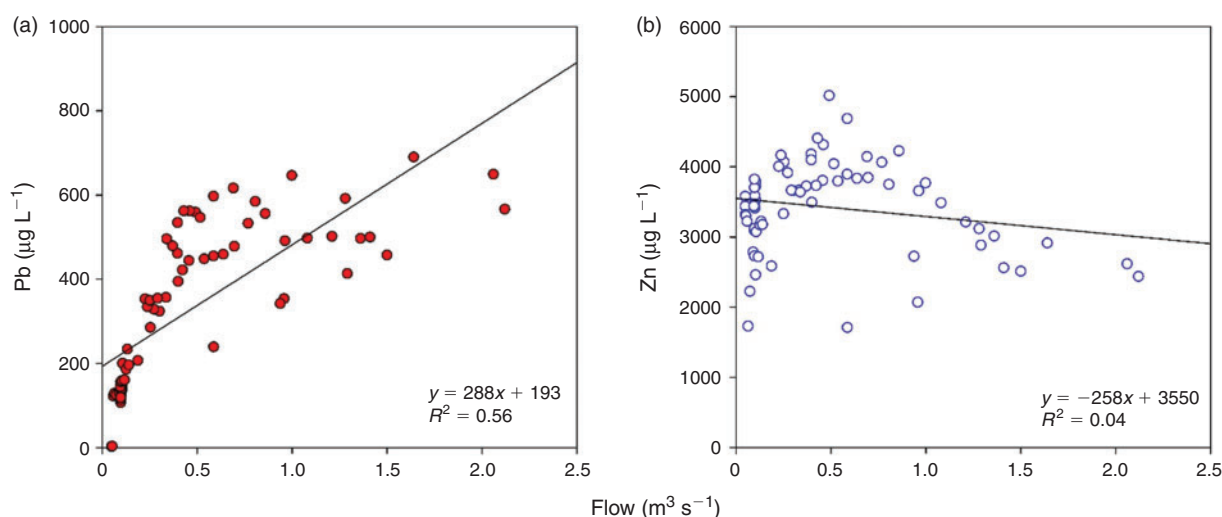 (a)
1000
800
600
400
200
0
Pb (µg L⁻¹)
0 0.5 1.0 1.5 2.0 2.5
y = 288x + 193
R² = 0.56
(b)
6000
5000
4000
3000
2000
1000
0
Zn (µg L⁻¹)
0 0.5 1.0 1.5 2.0 2.5
y = −258x + 3550
R² = 0.04
Flow (m³ s⁻¹)